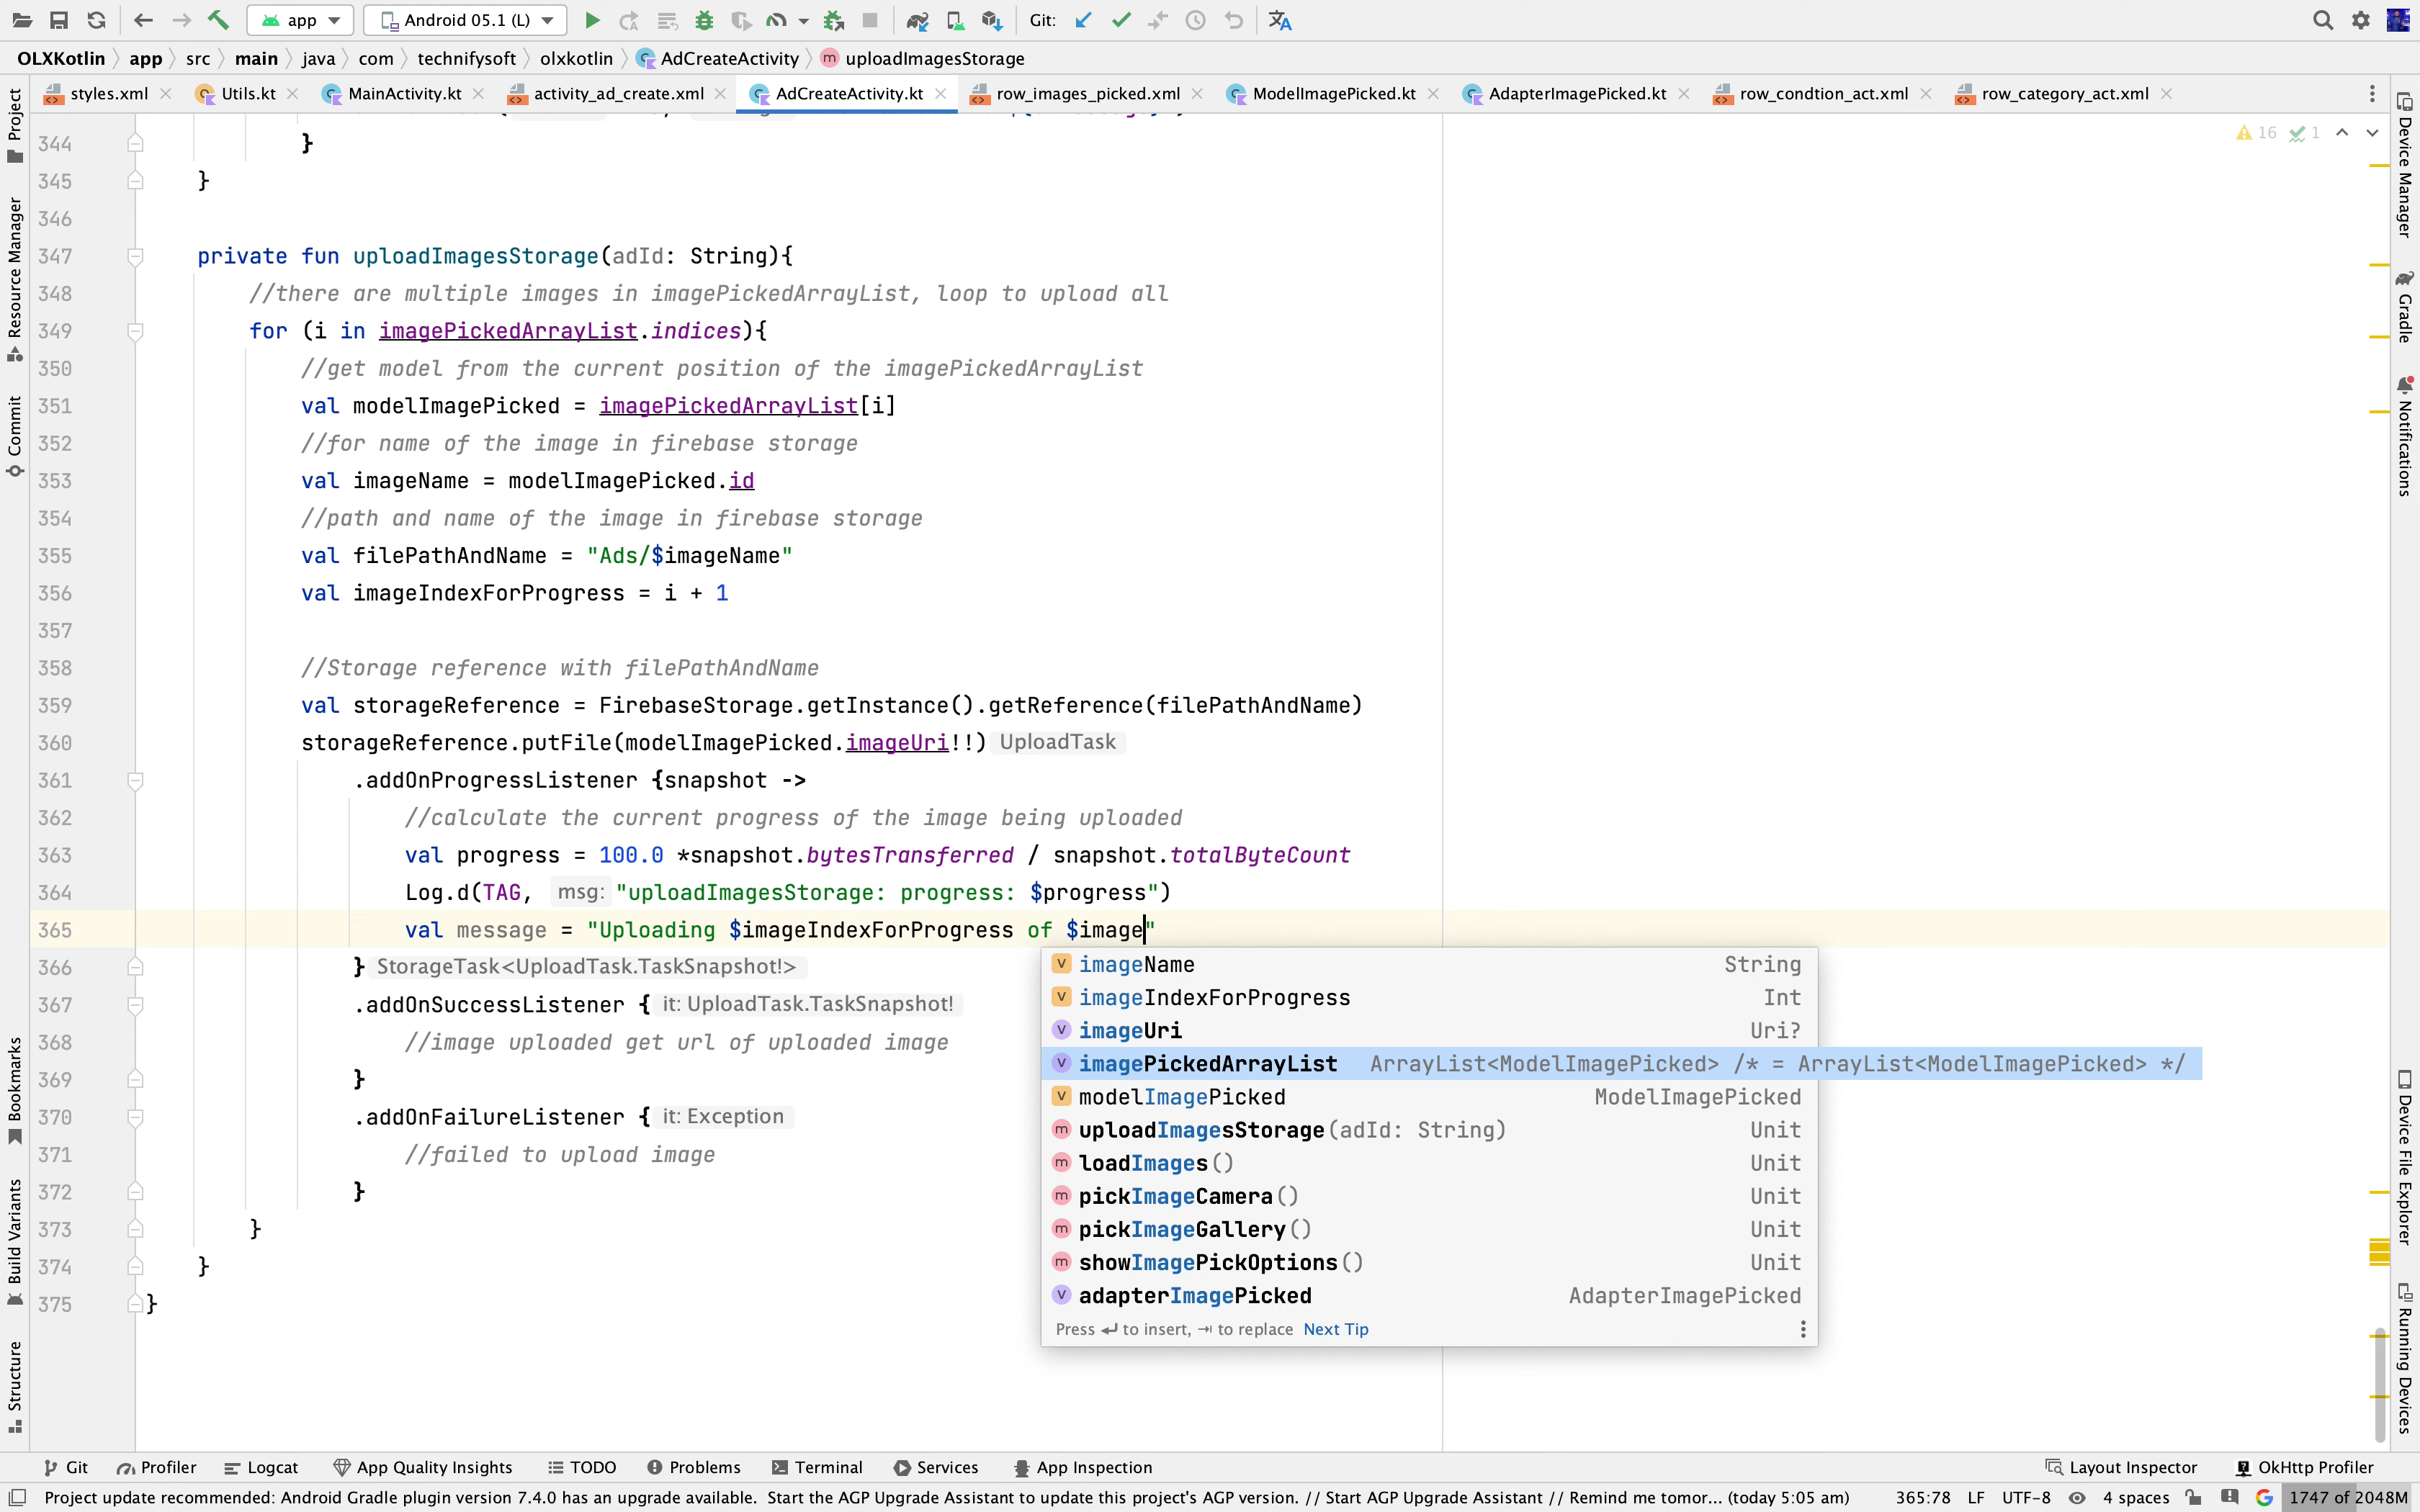 app Android 05.1 (L) Git:
OLXKotlin app src main java com technifysoft olxkotlin AdCreateActivity uploadImagesStorage
styles.xml Utils.kt MainActivity.kt activity_ad_create.xml AdCreateActivity.kt row_images_picked.xml ModelImagePicked.kt AdapterImagePicked.kt row_condtion_act.xml row_category_act.xml
16 1
344 }
345 }
346
347 private fun uploadImagesStorage(adId: String){
348 //there are multiple images in imagePickedArrayList, loop to upload all
349 for (i in imagePickedArrayList.indices){
350 //get model from the current position of the imagePickedArrayList
351 val modelImagePicked = imagePickedArrayList[i]
352 //for name of the image in firebase storage
353 val imageName = modelImagePicked.id
354 //path and name of the image in firebase storage
355 val filePathAndName = "Ads/$imageName"
356 val imageIndexForProgress = i + 1
357
358 //Storage reference with filePathAndName
359 val storageReference = FirebaseStorage.getInstance().getReference(filePathAndName)
360 storageReference.putFile(modelImagePicked.imageUri!!) UploadTask
361 .addOnProgressListener {snapshot ->
362 //calculate the current progress of the image being uploaded
363 val progress = 100.0 *snapshot.bytesTransferred / snapshot.totalByteCount
364 Log.d(TAG, msg: "uploadImagesStorage: progress: $progress")
365 val message = "Uploading $imageIndexForProgress of $image"
366 } StorageTask<UploadTask.TaskSnapshot!>
367 .addOnSuccessListener { it: UploadTask.TaskSnapshot!
368 //image uploaded get url of uploaded image
369 }
370 .addOnFailureListener { it: Exception
371 //failed to upload image
372 }
373 }
374 }
375 }
imageName String
imageIndexForProgress Int
imageUri Uri?
imagePickedArrayList ArrayList<ModelImagePicked> /* = ArrayList<ModelImagePicked> */
modelImagePicked ModelImagePicked
uploadImagesStorage(adId: String) Unit
loadImages() Unit
pickImageCamera() Unit
pickImageGallery() Unit
showImagePickOptions() Unit
adapterImagePicked AdapterImagePicked
Press ↵ to insert, ⇥ to replace Next Tip
Project
Resource Manager
Commit
Bookmarks
Build Variants
Structure
Device Manager
Gradle
Notifications
Device File Explorer
Running Devices
Git Profiler Logcat App Quality Insights TODO Problems Terminal Services App Inspection Layout Inspector OkHttp Profiler
Project update recommended: Android Gradle plugin version 7.4.0 has an upgrade available. Start the AGP Upgrade Assistant to update this project's AGP version. // Start AGP Upgrade Assistant // Remind me tomor... (today 5:05 am) 365:78 LF UTF-8 4 spaces 1747 of 2048M